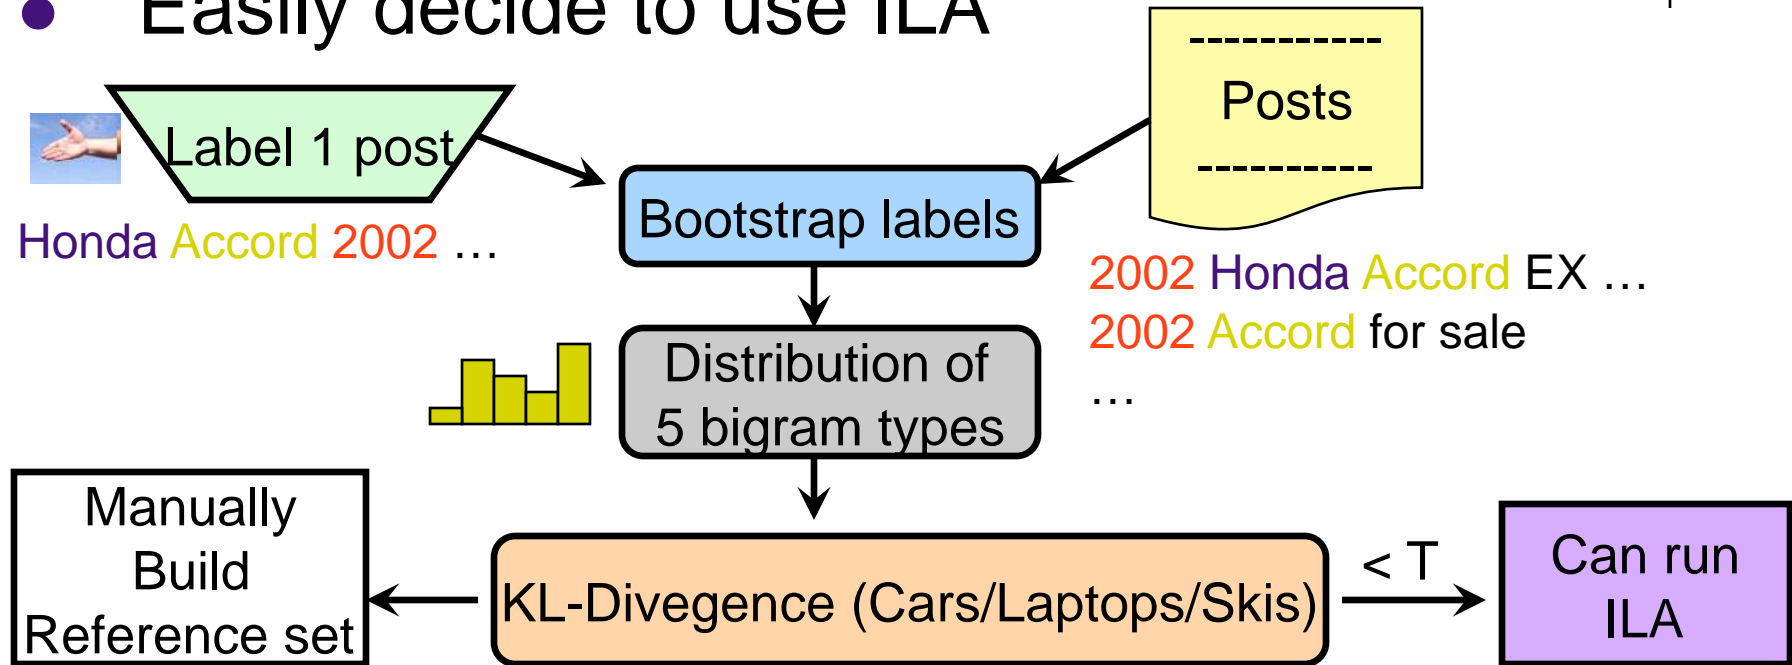 ● Easily decide to use ILA
-----------
Posts
----------
Label 1 post
Honda Accord 2002 …
Bootstrap labels
2002 Honda Accord EX …
2002 Accord for sale
…
Distribution of
5 bigram types
Manually
Build
Reference set
KL-Divegence (Cars/Laptops/Skis)
< T
Can run
ILA